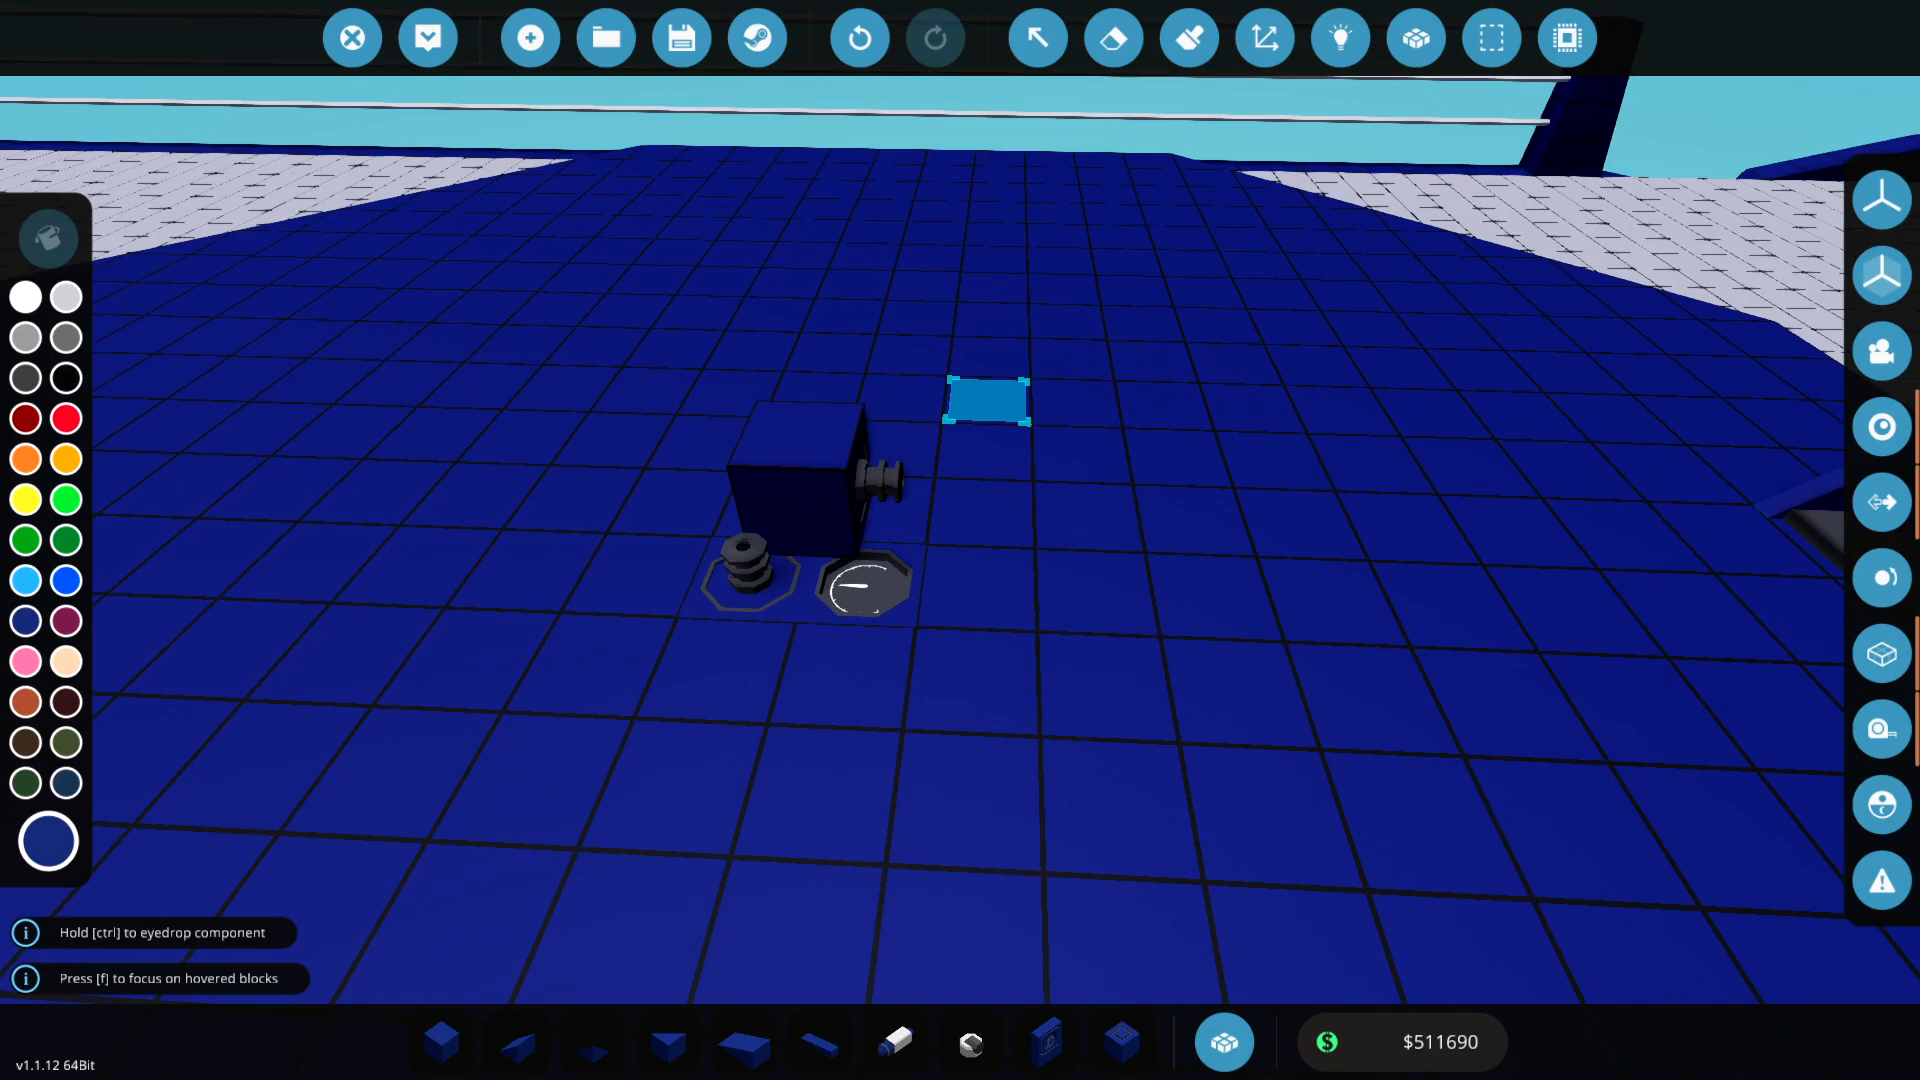 Hold [ctrl] to eyedrop component
Press [f] to focus on hovered blocks
v1.1.12 64Bit
$511690